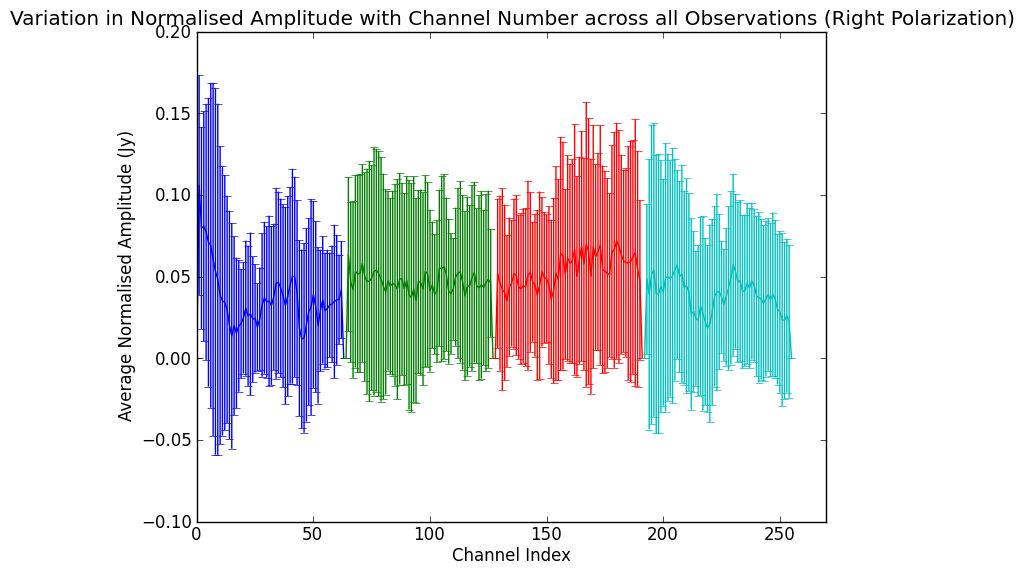 Variation in Normalised Amplitude with Channel Number across all Observations (Right Polarization)
0.20
0.15
0.10
0.05
0.00
−0.05
−0.10
Average Normalised Amplitude (Jy)
0 50 100 150 200 250
Channel Index